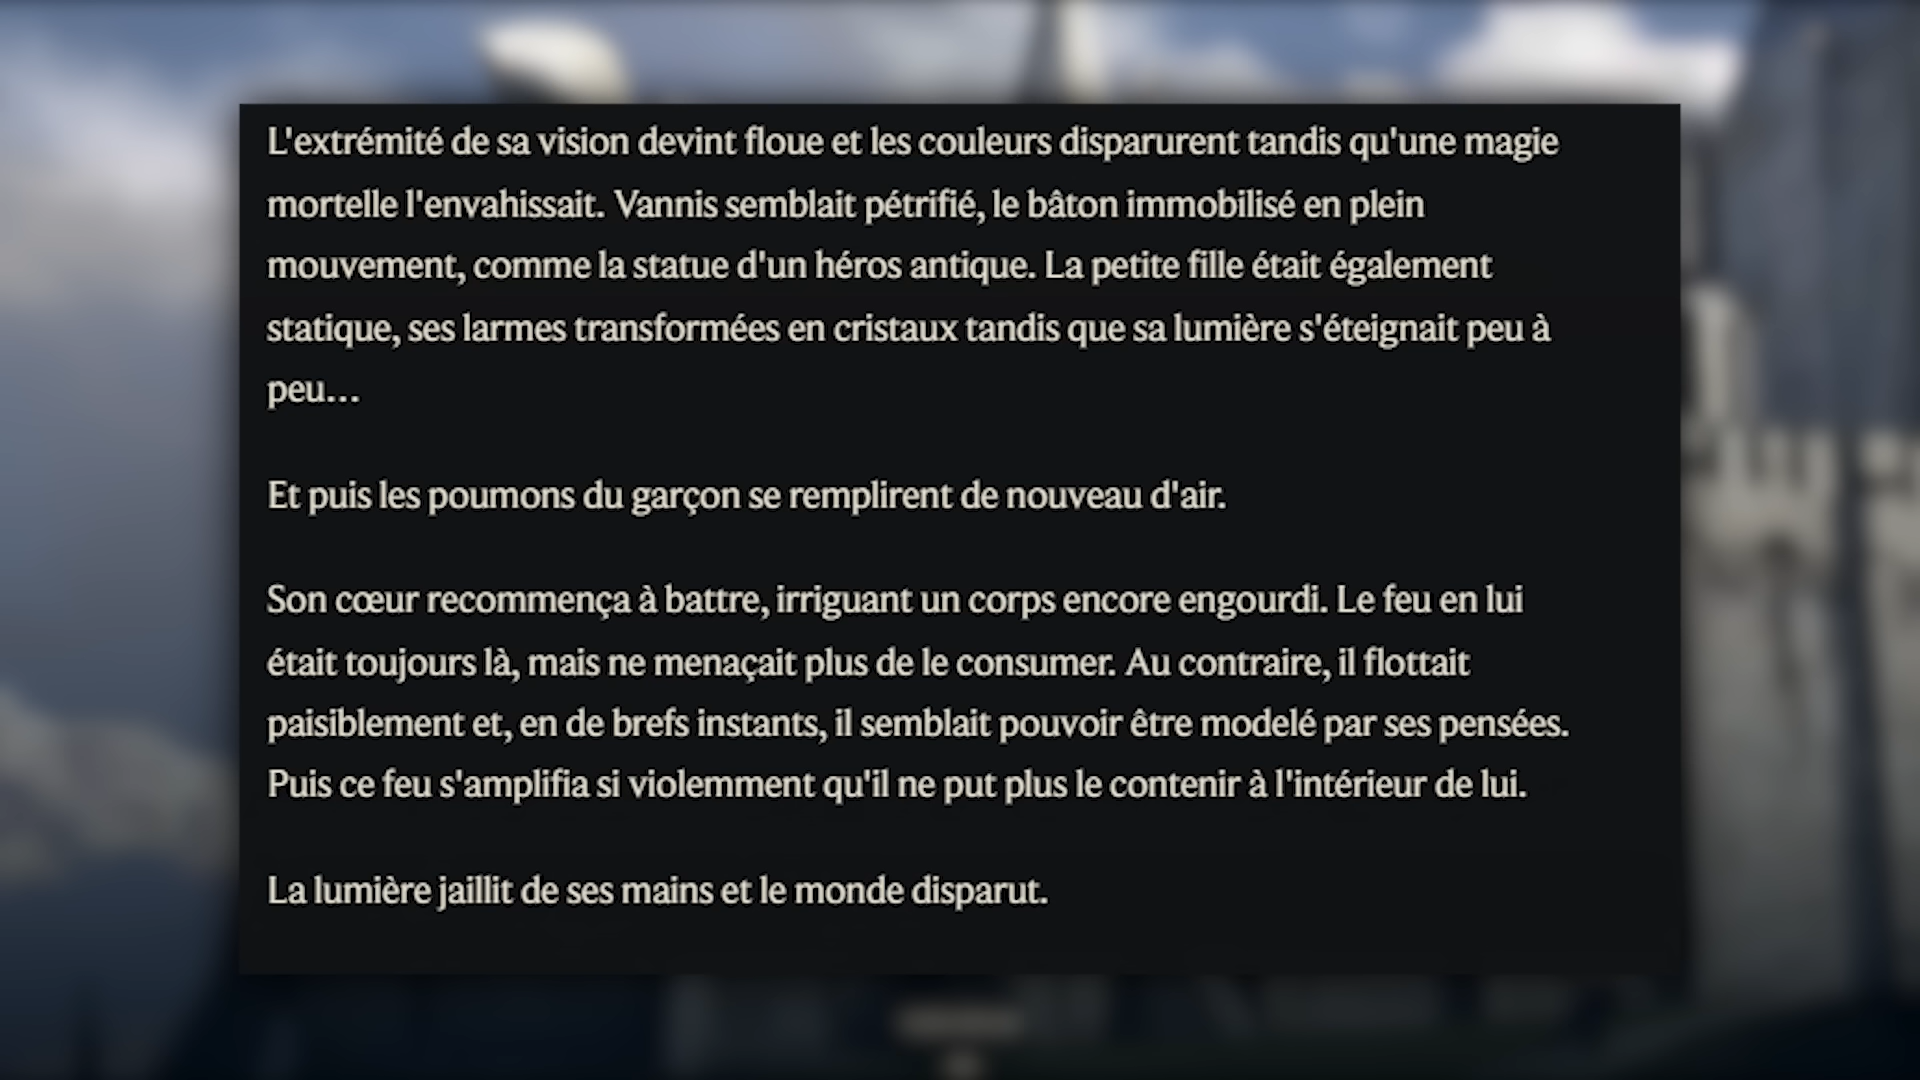 L'extrémité de sa vision devint floue et les couleurs disparurent tandis qu'une magie
mortelle l'envahissait. Vannis semblait pétrifié, le bâton immobilisé en plein
mouvement, comme la statue d'un héros antique. La petite fille était également
statique, ses larmes transformées en cristaux tandis que sa lumière s'éteignait peu à
peu...
Et puis les poumons du garçon se remplirent de nouveau d'air.
Son cœur recommença à battre, irriguant un corps encore engourdi. Le feu en lui
était toujours là, mais ne menaçait plus de le consumer. Au contraire, il flottait
paisiblement et, en de brefs instants, il semblait pouvoir être modelé par ses pensées.
Puis ce feu s'amplifia si violemment qu'il ne put plus le contenir à l'intérieur de lui.
La lumière jaillit de ses mains et le monde disparut.